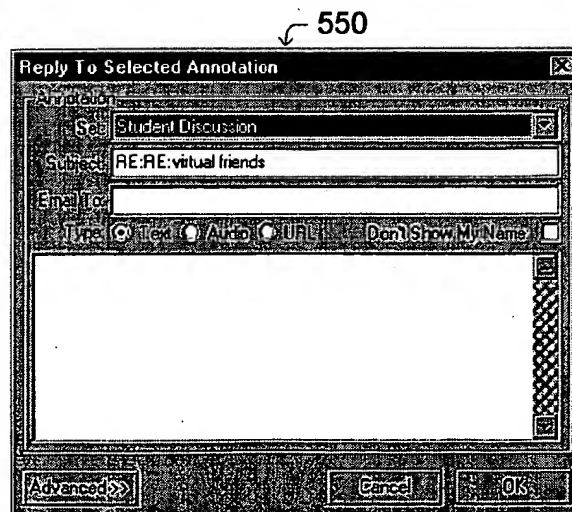 550
Reply To Selected Annotation
Annotation
Set: Student Discussion
Subject: RE:RE: virtual friends
Email To:
Type: Text Audio URL Don't Show My Name
Advanced>> Cancel OK